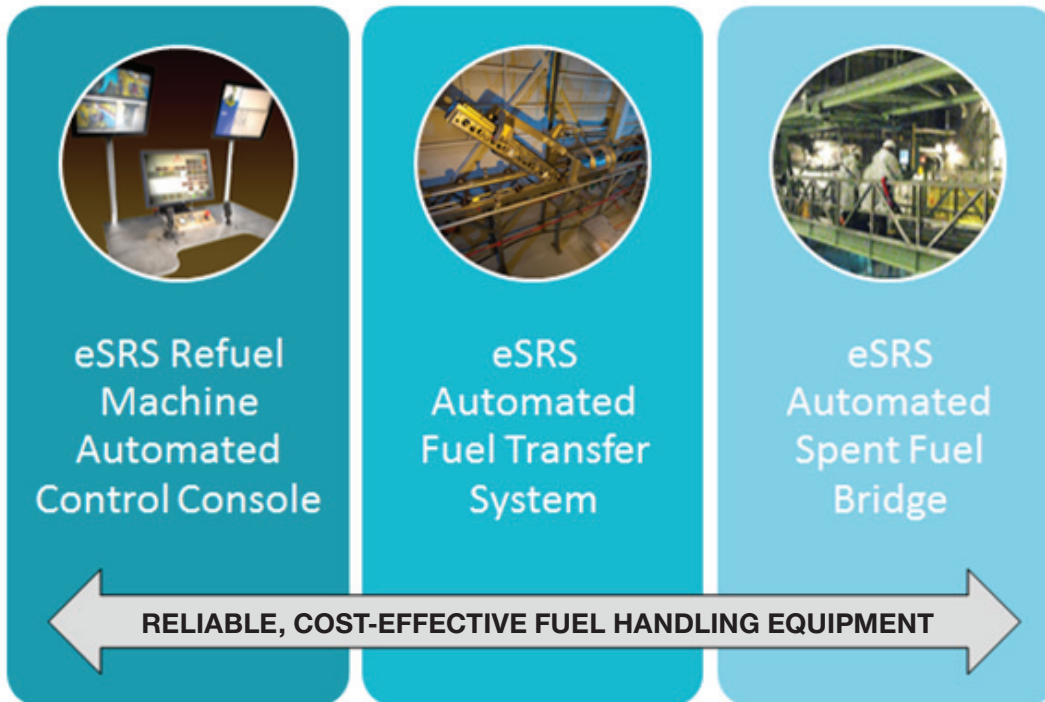 eSRS Refuel
Machine
Automated
Control Console
eSRS
Automated
Fuel Transfer
System
eSRS
Automated
Spent Fuel
Bridge
RELIABLE, COST-EFFECTIVE FUEL HANDLING EQUIPMENT